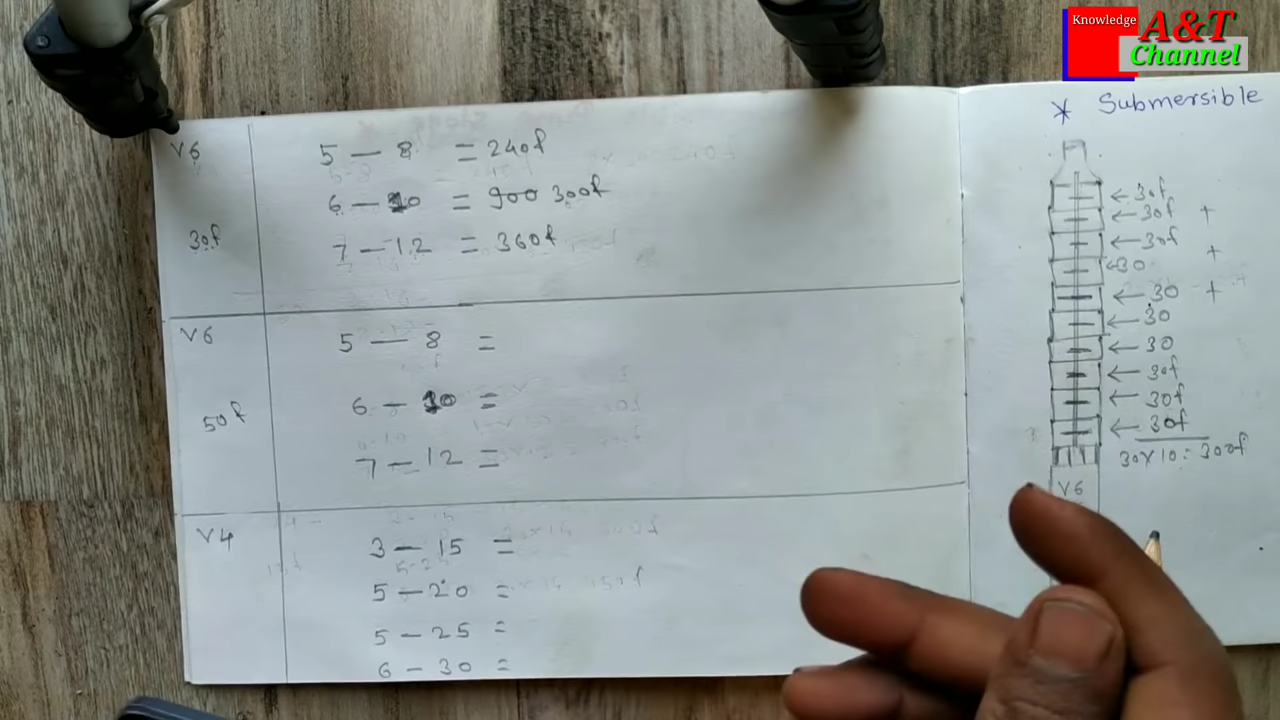 Knowledge A&T
Channel
V6
30f
5 — 8 = 240f
6 — 10 = 900 300f
7 — 12 = 360f
V6
50f
5 — 8 =
6 — 10 =
7 — 12 =
V4
3 — 15 =
5 — 20 =
5 — 25 =
6 — 30 =
* Submersible
← 30f
← 30f +
← 30f
← 30 +
← 30 +
← 30
← 30
← 30f
← 30f
← 30f
30×10 = 300f
V6